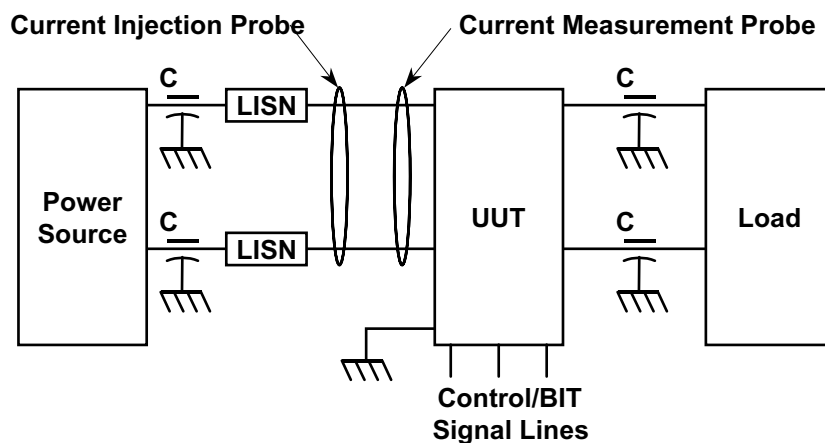 Current Injection Probe
Current Measurement Probe
C
LISN
C
Power
Source
UUT
Load
C
LISN
C
Control/BIT
Signal Lines